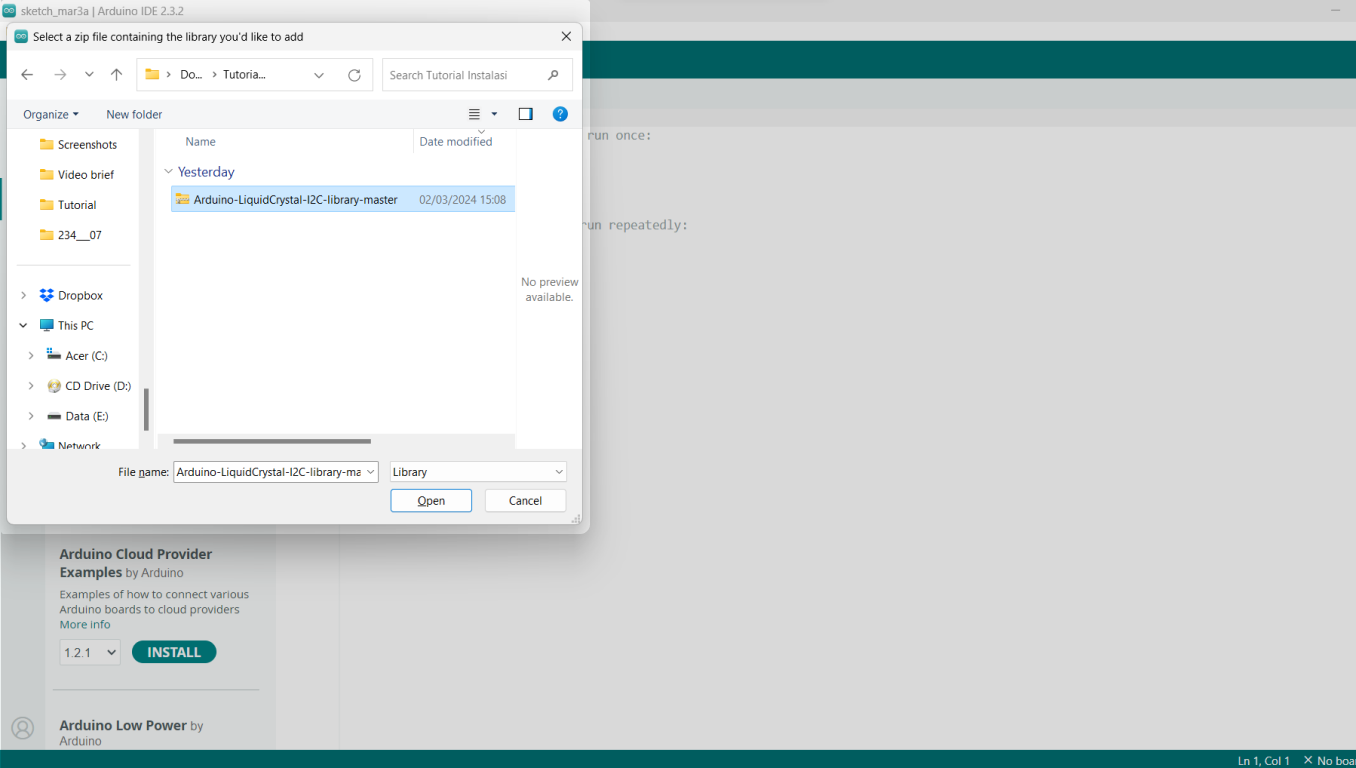 sketch_mar3a | Arduino IDE 2.3.2
Select a zip file containing the library you'd like to add
Do... > Tutoria...
Search Tutorial Instalasi
Organize
New folder
?
Name
Date modified
Screenshots
Video brief
Tutorial
234__07
Dropbox
This PC
Acer (C:)
CD Drive (D:)
Data (E:)
Network
Yesterday
Arduino-LiquidCrystal-I2C-library-master 02/03/2024 15:08
No preview
available.
File name: Arduino-LiquidCrystal-I2C-library-ma
Library
Open
Cancel
run once:
run repeatedly:
Arduino Cloud Provider
Examples by Arduino
Examples of how to connect various
Arduino boards to cloud providers
More info
1.2.1
INSTALL
Arduino Low Power by
Arduino
Ln 1, Col 1
No boa